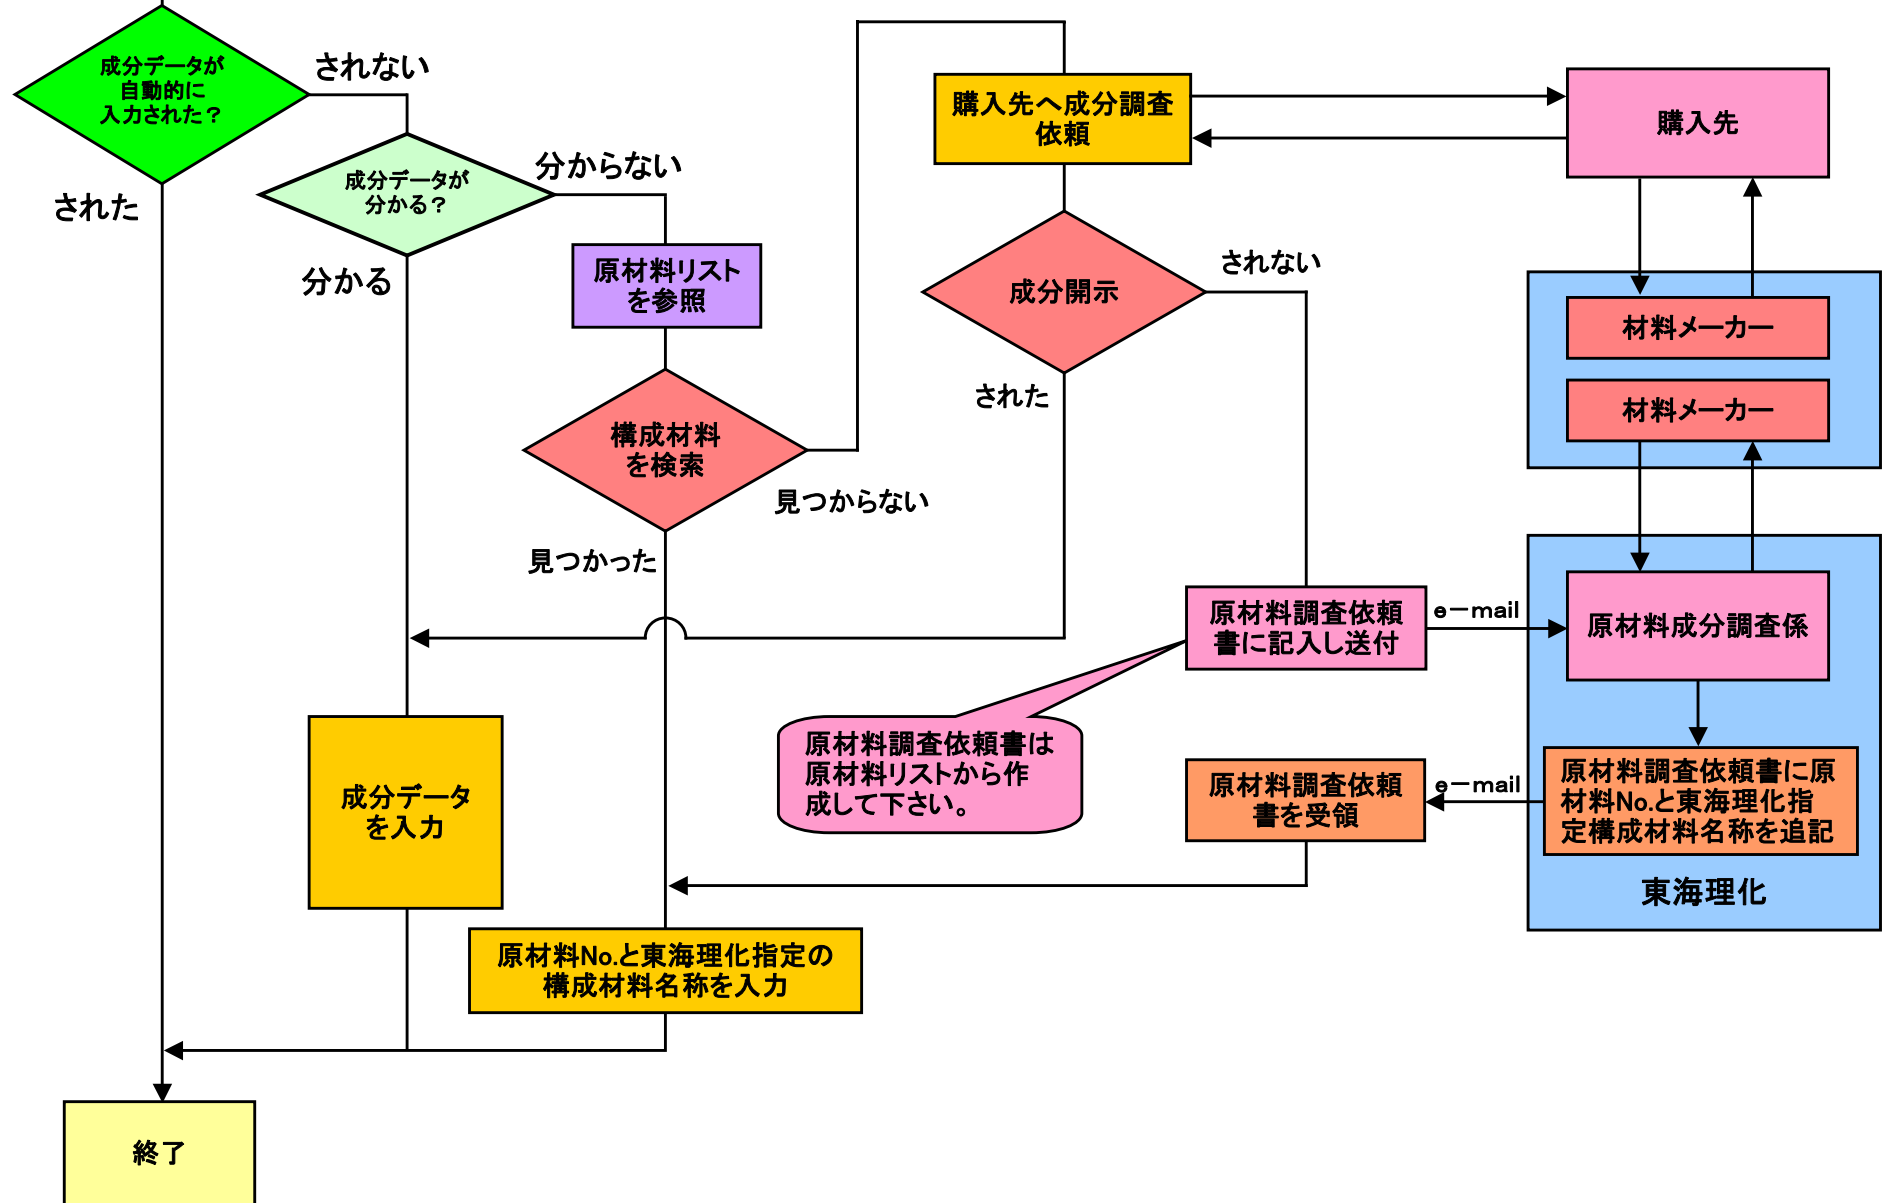 成分データが
自動的に
入力された？
されない
された
成分データが
分かる？
分からない
分かる
原材料リスト
を参照
構成材料
を検索
見つからない
見つかった
購入先へ成分調査
依頼
購入先
成分開示
されない
された
材料メーカー
材料メーカー
原材料調査依頼
書に記入し送付
e－mail
原材料成分調査係
原材料調査依頼書は
原材料リストから作
成して下さい。
原材料調査依頼
書を受領
e－mail
原材料調査依頼書に原
材料No.と東海理化指
定構成材料名称を追記
東海理化
成分データ
を入力
原材料No.と東海理化指定の
構成材料名称を入力
終了